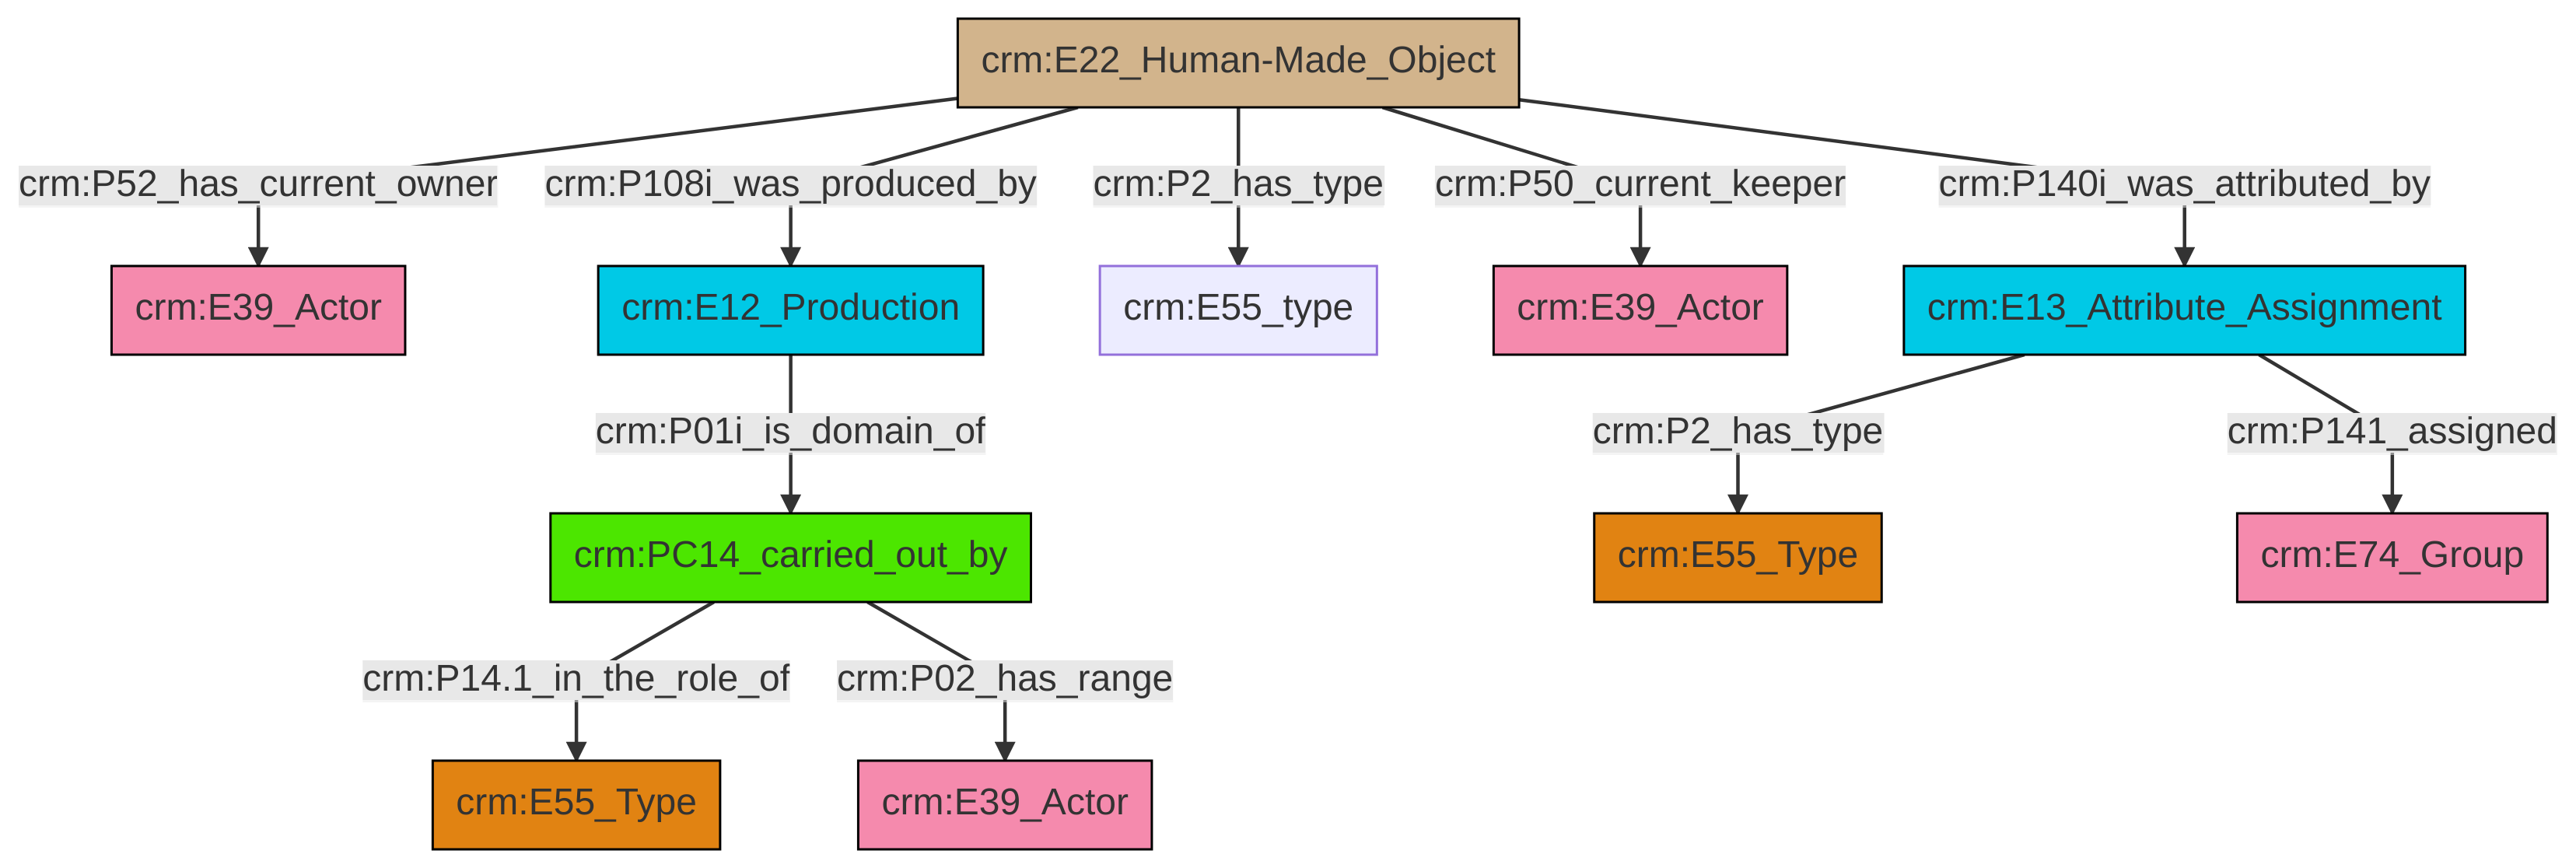 crm:E22_Human-Made_Object
crm:P52_has_current_owner
crm:P108i_was_produced_by
crm:P2_has_type
crm:P50_current_keeper
crm:P140i_was_attributed_by
crm:E39_Actor
crm:E12_Production
crm:E55_type
crm:E39_Actor
crm:E13_Attribute_Assignment
crm:P01i_is_domain_of
crm:P2_has_type
crm:P141_assigned
crm:PC14_carried_out_by
crm:E55_Type
crm:E74_Group
crm:P14.1_in_the_role_of
crm:P02_has_range
crm:E55_Type
crm:E39_Actor